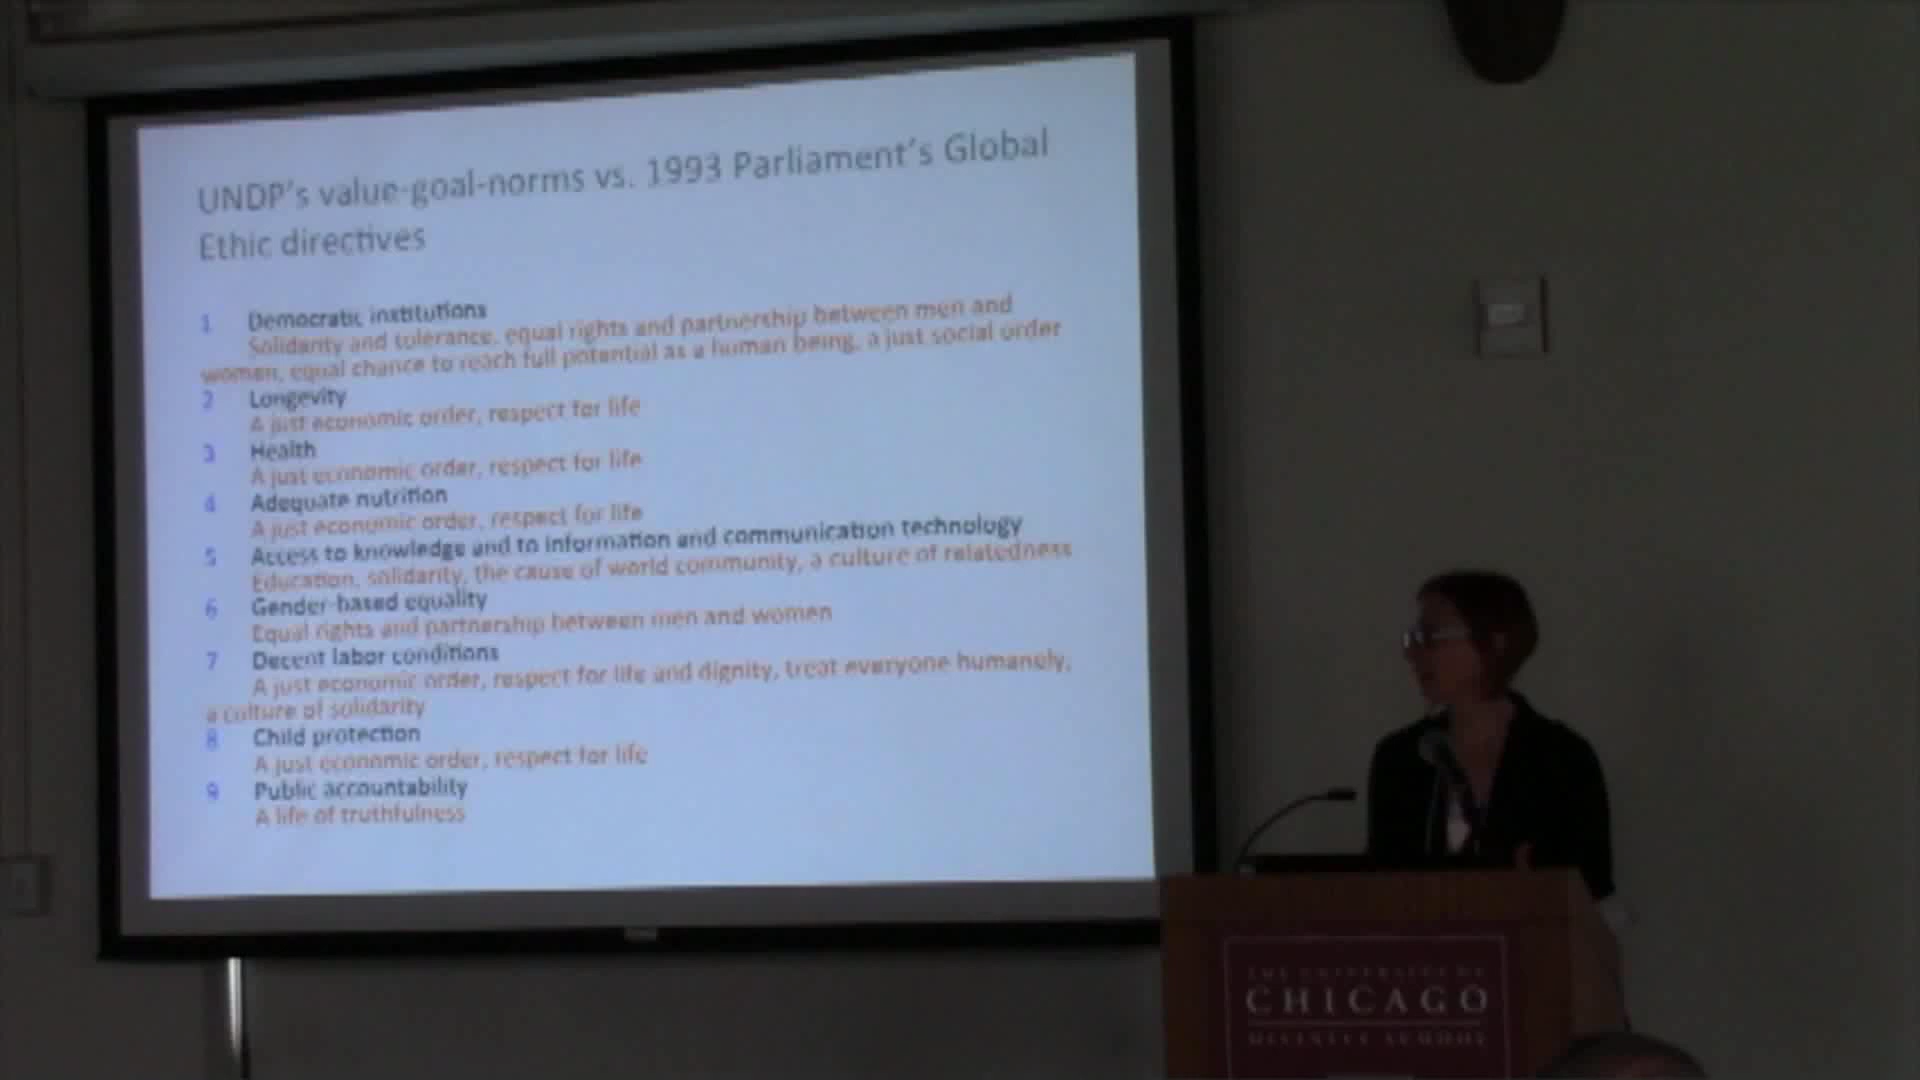 UNDP's value-goal-norms vs. 1993 Parliament's Global
Ethic directives
1 Democratic institutions
Solidarity and tolerance, equal rights and partnership between men and
women, equal chance to reach full potential as a human being, a just social order
2 Longevity
A just economic order, respect for life
3 Health
A just economic order, respect for life
4 Adequate nutrition
A just economic order, respect for life
5 Access to knowledge and to information and communication technology
Education, solidarity, the cause of world community, a culture of relatedness
6 Gender-based equality
Equal rights and partnership between men and women
7 Decent labor conditions
A just economic order, respect for life and dignity, treat everyone humanely,
a culture of solidarity
8 Child protection
A just economic order, respect for life
9 Public accountability
A life of truthfulness
THE UNIVERSITY OF
CHICAGO
DIVINITY SCHOOL